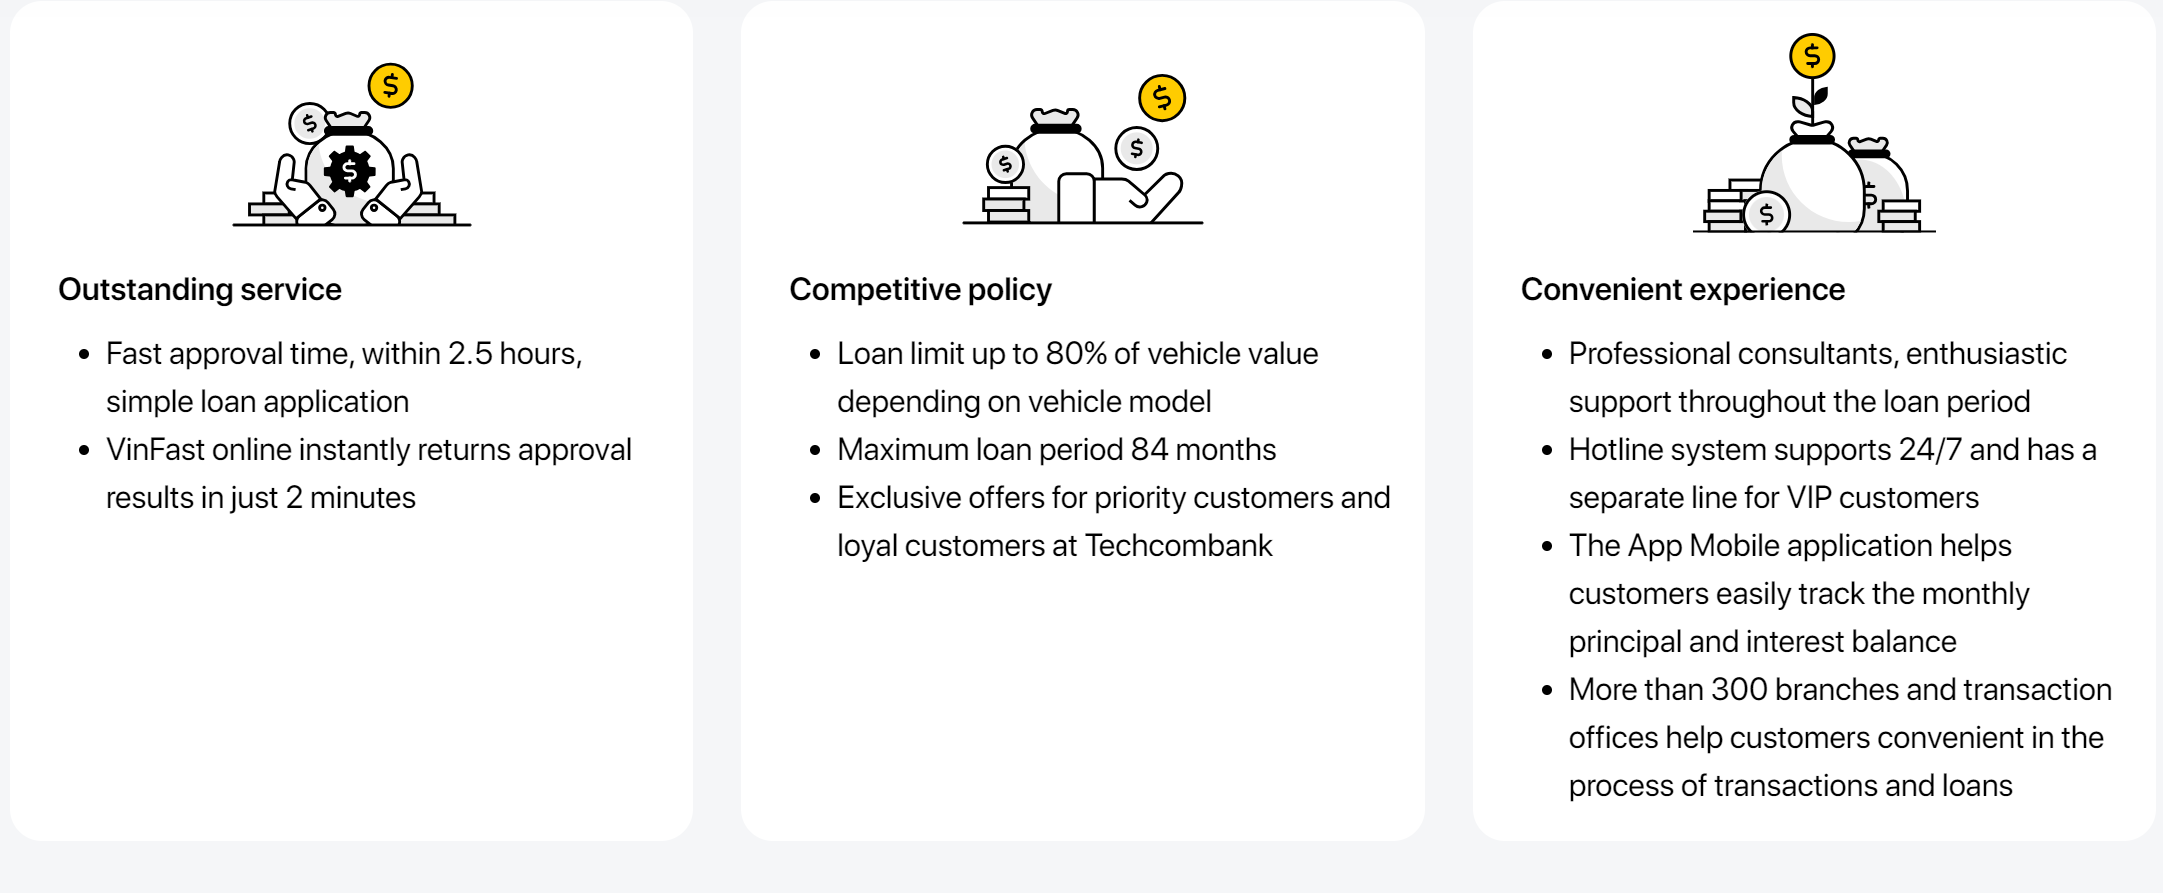 Outstanding service
• Fast approval time, within 2.5 hours,
simple loan application
• VinFast online instantly returns approval
results in just 2 minutes
Competitive policy
• Loan limit up to 80% of vehicle value
depending on vehicle model
• Maximum loan period 84 months
• Exclusive offers for priority customers and
loyal customers at Techcombank
Convenient experience
• Professional consultants, enthusiastic
support throughout the loan period
• Hotline system supports 24/7 and has a
separate line for VIP customers
• The App Mobile application helps
customers easily track the monthly
principal and interest balance
• More than 300 branches and transaction
offices help customers convenient in the
process of transactions and loans